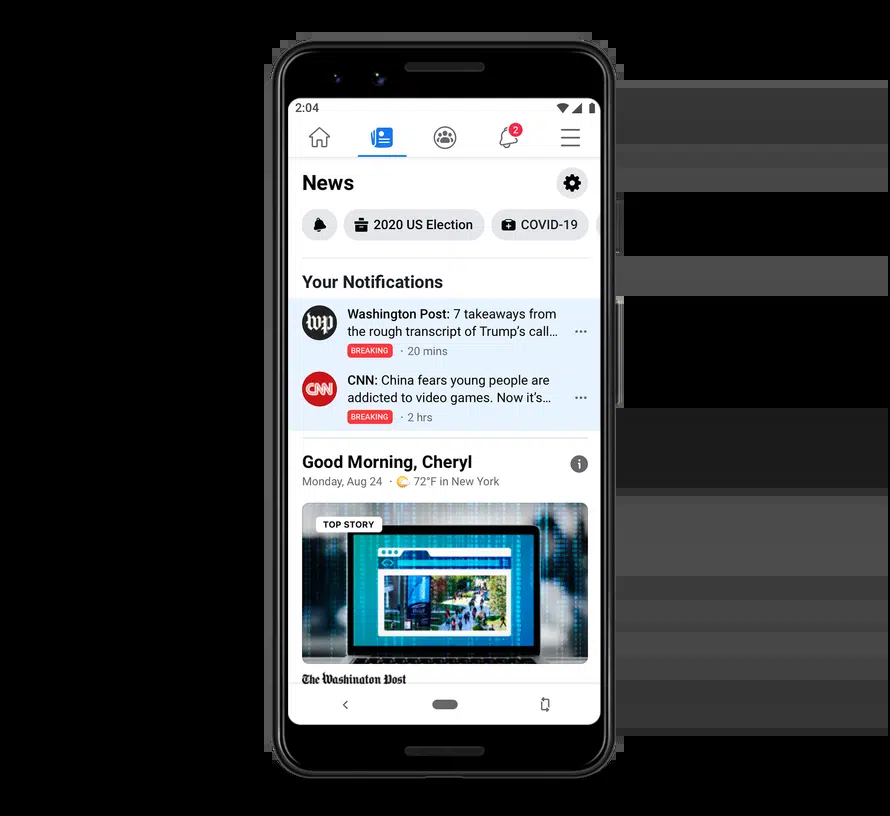 2:04
2
News
2020 US Election
COVID-19
Your Notifications
Washington Post: 7 takeaways from
the rough transcript of Trump's call...
BREAKING · 20 mins
CNN: China fears young people are
addicted to video games. Now it's...
BREAKING · 2 hrs
Good Morning, Cheryl
Monday, Aug 24 · 72°F in New York
TOP STORY
The Washington Post